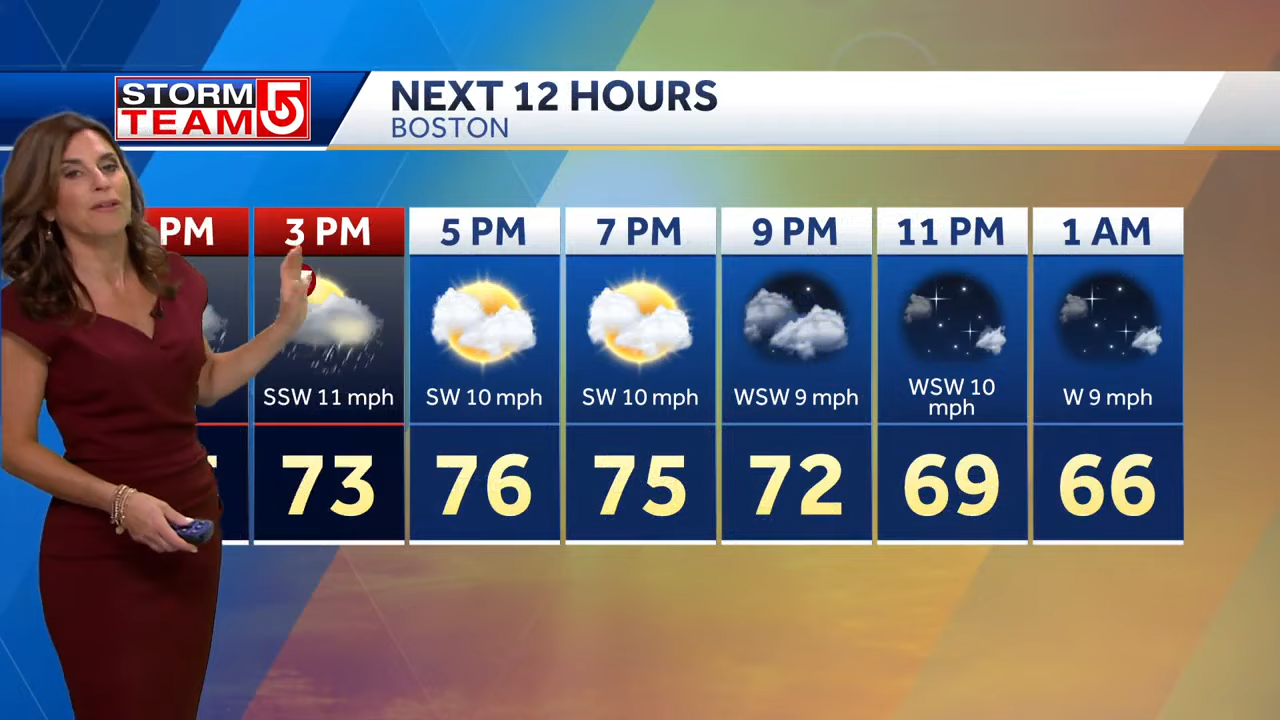 STORM
TEAM 5
NEXT 12 HOURS
BOSTON
PM
3 PM
5 PM
7 PM
9 PM
11 PM
1 AM
SSW 11 mph
SW 10 mph
SW 10 mph
WSW 9 mph
WSW 10
mph
W 9 mph
73
76
75
72
69
66